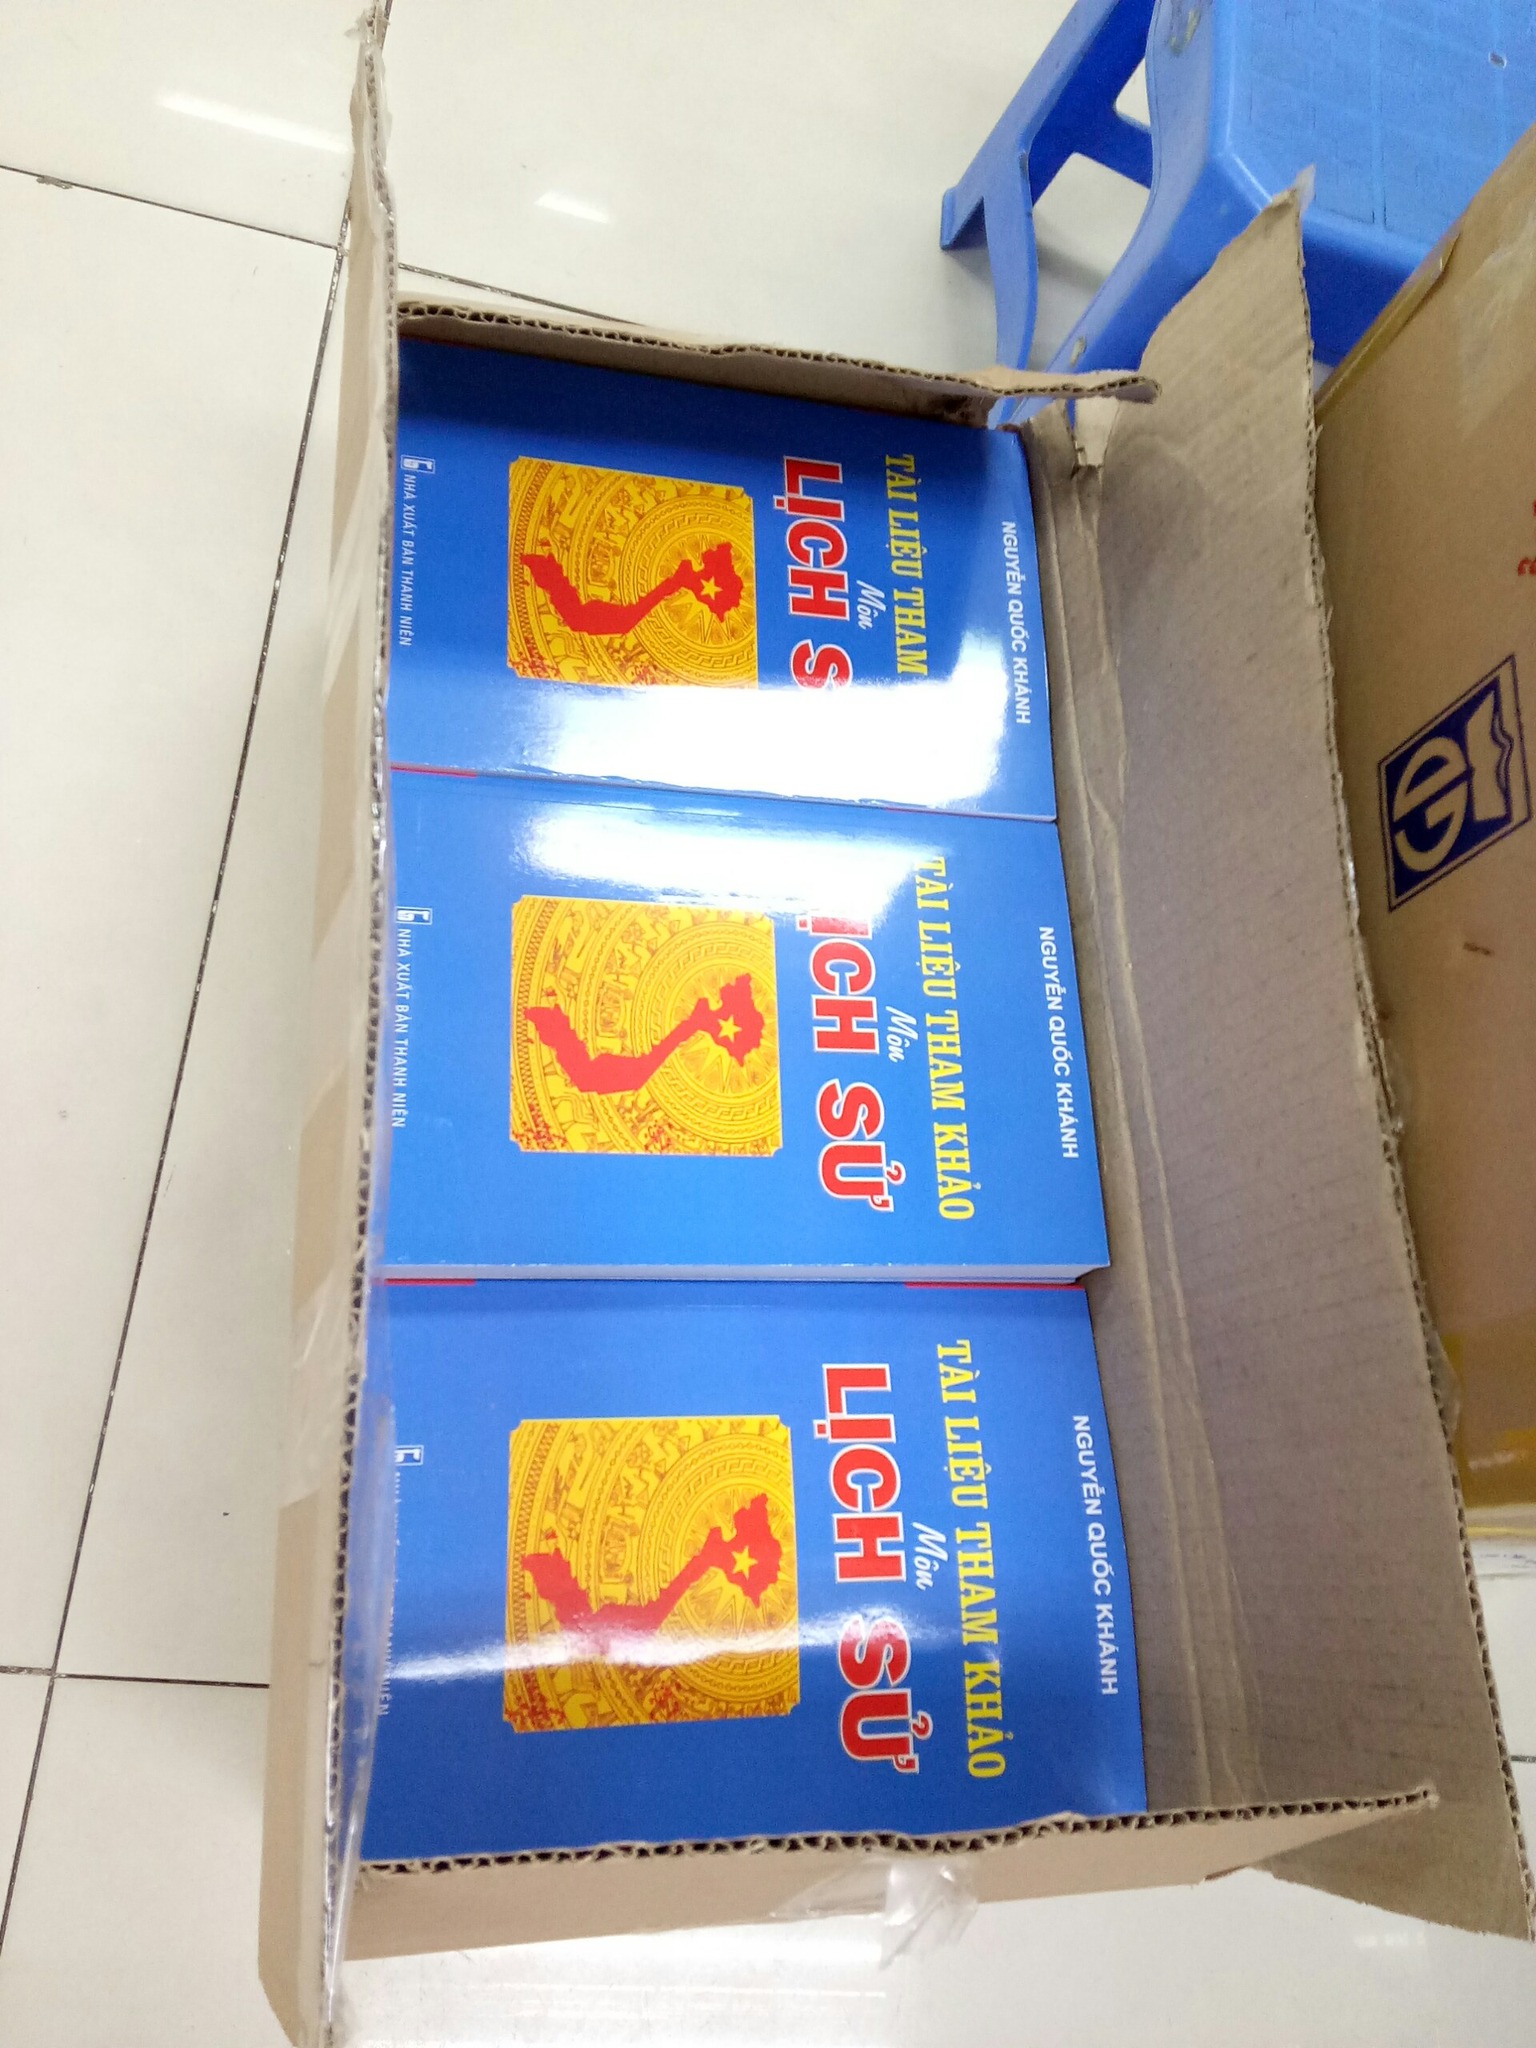 NGUYỄN QUỐC KHÁNH
TÀI LIỆU THAM
Môn
LỊCH S
NHÀ XUẤT BẢN THANH NIÊN
NGUYỄN QUỐC KHÁNH
TÀI LIỆU THAM KHẢO
Môn
LỊCH SỬ
NHÀ XUẤT BẢN THANH NIÊN
NGUYỄN QUỐC KHÁNH
TÀI LIỆU THAM KHẢO
Môn
LỊCH SỬ